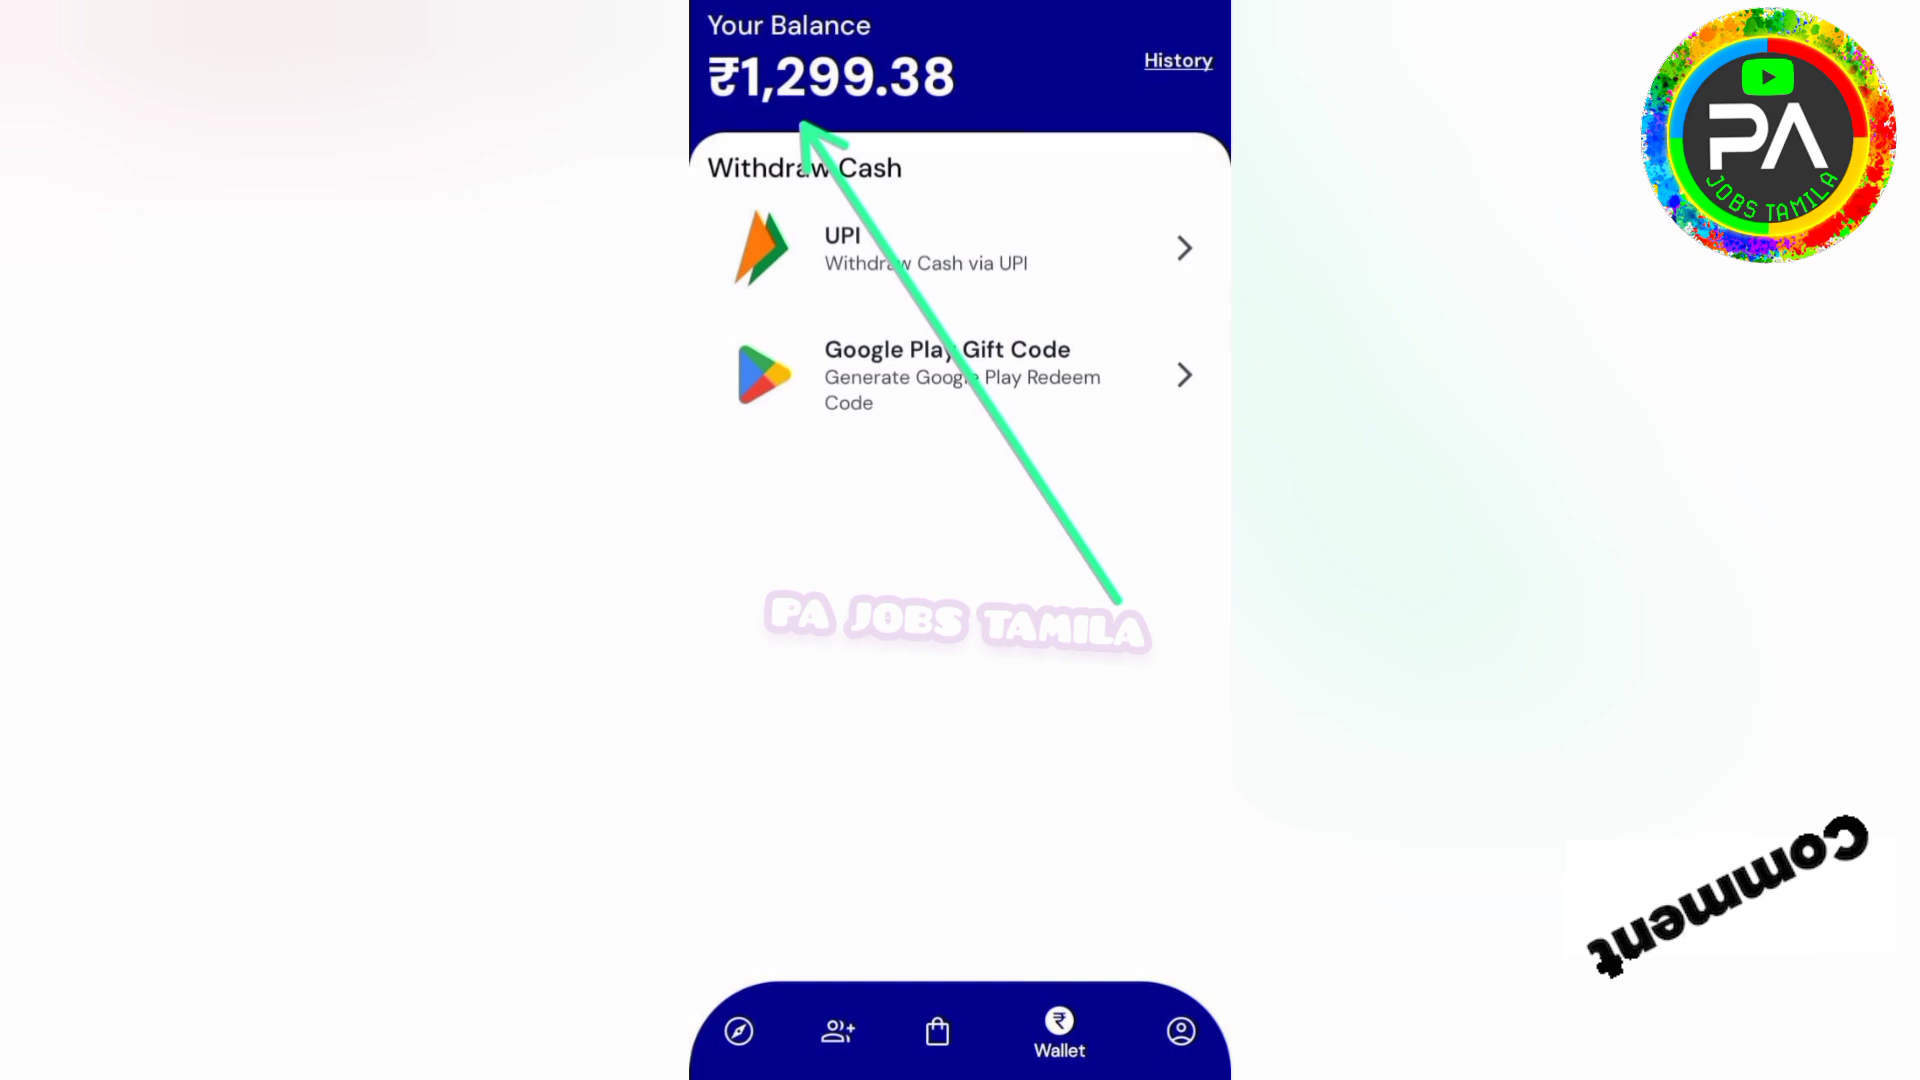 Your Balance
₹1,299.38
History
Withdraw Cash
UPI
Withdraw Cash via UPI
Google Play Gift Code
Generate Google Play Redeem
Code
PA JOBS TAMILA
Wallet
PA
JOBS TAMILA
Comment